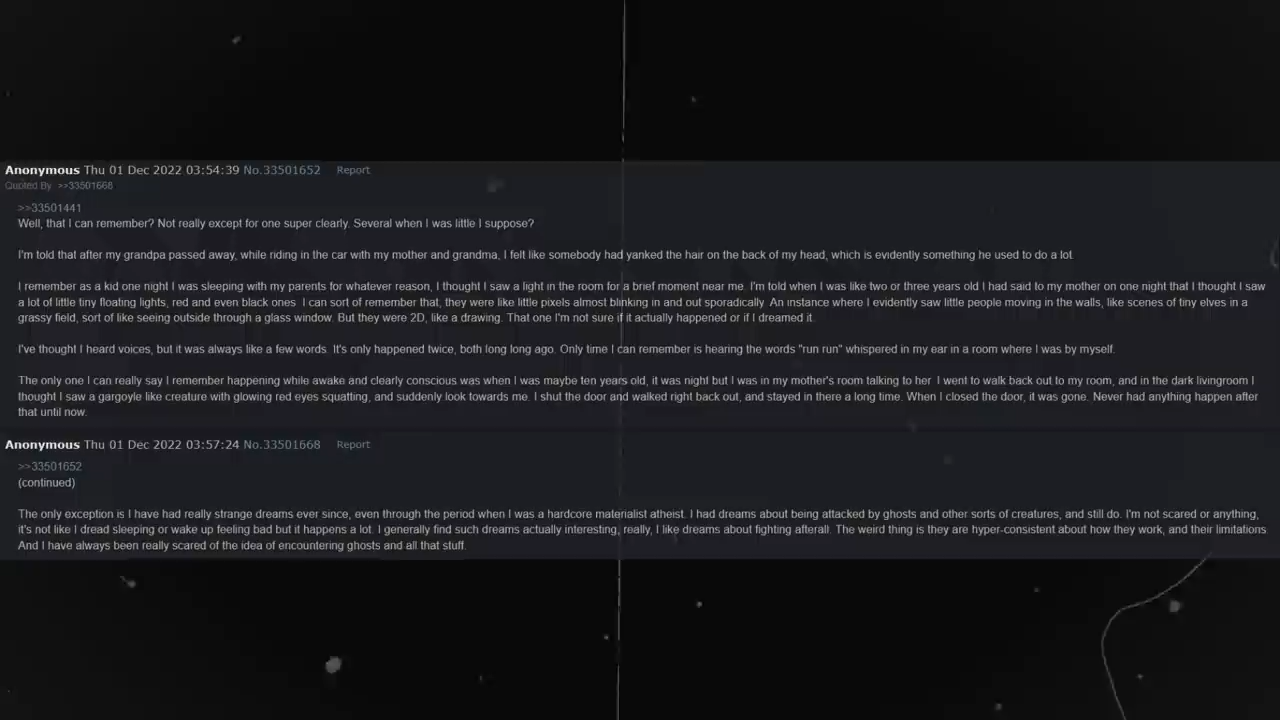 Anonymous Thu 01 Dec 2022 03:54:39 No.33501652 Report
Quoted By: >>33501668
>>33501441
Well, that I can remember? Not really except for one super clearly. Several when I was little I suppose?
I'm told that after my grandpa passed away, while riding in the car with my mother and grandma, I felt like somebody had yanked the hair on the back of my head, which is evidently something he used to do a lot.
I remember as a kid one night I was sleeping with my parents for whatever reason, I thought I saw a light in the room for a brief moment near me. I'm told when I was like two or three years old I had said to my mother on one night that I thought I saw
a lot of little tiny floating lights, red and even black ones. I can sort of remember that, they were like little pixels almost blinking in and out sporadically. An instance where I evidently saw little people moving in the walls, like scenes of tiny elves in a
grassy field, sort of like seeing outside through a glass window. But they were 2D, like a drawing. That one I'm not sure if it actually happened or if I dreamed it.
I've thought I heard voices, but it was always like a few words. It's only happened twice, both long long ago. Only time I can remember is hearing the words "run run" whispered in my ear in a room where I was by myself.
The only one I can really say I remember happening while awake and clearly conscious was when I was maybe ten years old, it was night but I was in my mother's room talking to her. I went to walk back out to my room, and in the dark livingroom I
thought I saw a gargoyle like creature with glowing red eyes squatting, and suddenly look towards me. I shut the door and walked right back out, and stayed in there a long time. When I closed the door, it was gone. Never had anything happen after
that until now.
Anonymous Thu 01 Dec 2022 03:57:24 No.33501668 Report
>>33501652
(continued)
The only exception is I have had really strange dreams ever since, even through the period when I was a hardcore materialist atheist. I had dreams about being attacked by ghosts and other sorts of creatures, and still do. I'm not scared or anything,
it's not like I dread sleeping or wake up feeling bad but it happens a lot. I generally find such dreams actually interesting, really, I like dreams about fighting afterall. The weird thing is they are hyper-consistent about how they work, and their limitations.
And I have always been really scared of the idea of encountering ghosts and all that stuff.